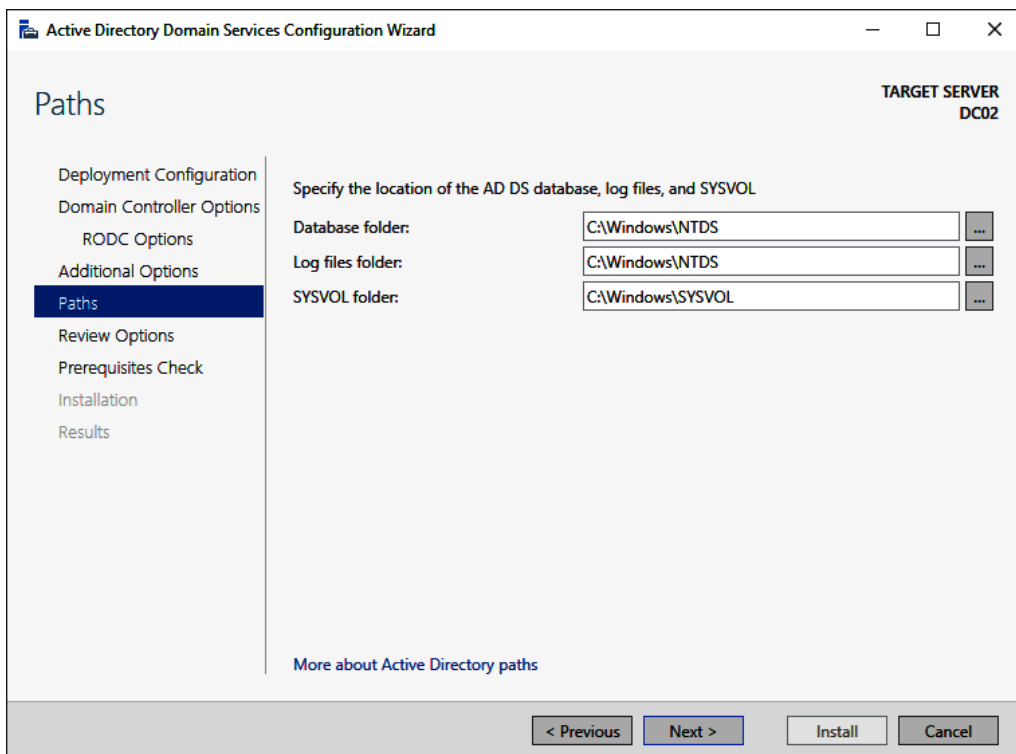 Active Directory Domain Services Configuration Wizard
Paths
TARGET SERVER
DC02
Deployment Configuration
Domain Controller Options
RODC Options
Additional Options
Paths
Review Options
Prerequisites Check
Installation
Results
Specify the location of the AD DS database, log files, and SYSVOL
Database folder: C:\Windows\NTDS ...
Log files folder: C:\Windows\NTDS ...
SYSVOL folder: C:\Windows\SYSVOL ...
More about Active Directory paths
< Previous Next > Install Cancel